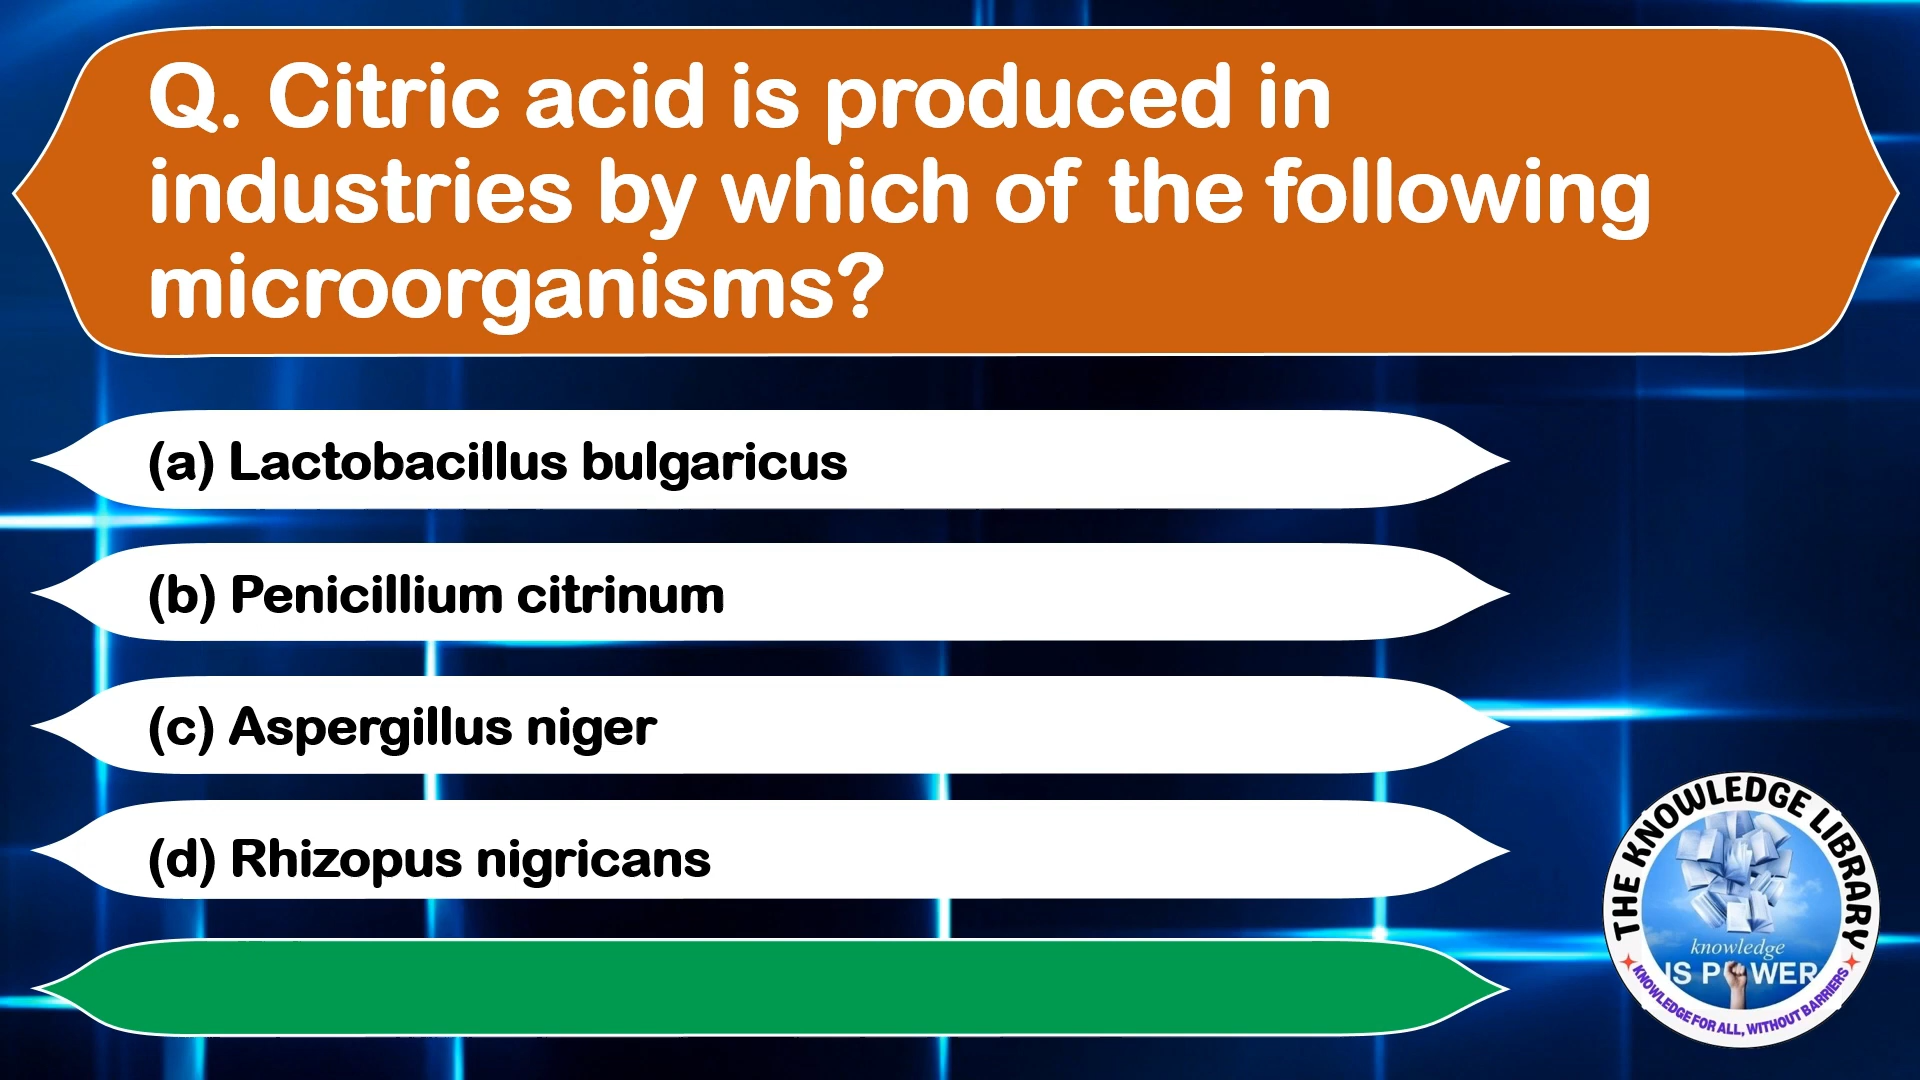 Q. Citric acid is produced in
industries by which of the following
microorganisms?
(a) Lactobacillus bulgaricus
(b) Penicillium citrinum
(c) Aspergillus niger
(d) Rhizopus nigricans
THE KNOWLEDGE LIBRARY
knowledge
IS POWER
KNOWLEDGE FOR ALL, WITHOUT BARRIERS